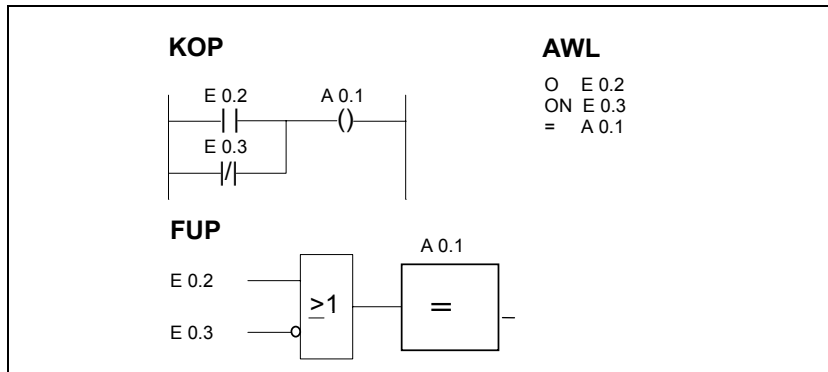 KOP
E 0.2 A 0.1
( )
E 0.3
/
AWL
O E 0.2
ON E 0.3
= A 0.1
FUP
A 0.1
E 0.2
≥1
=
E 0.3